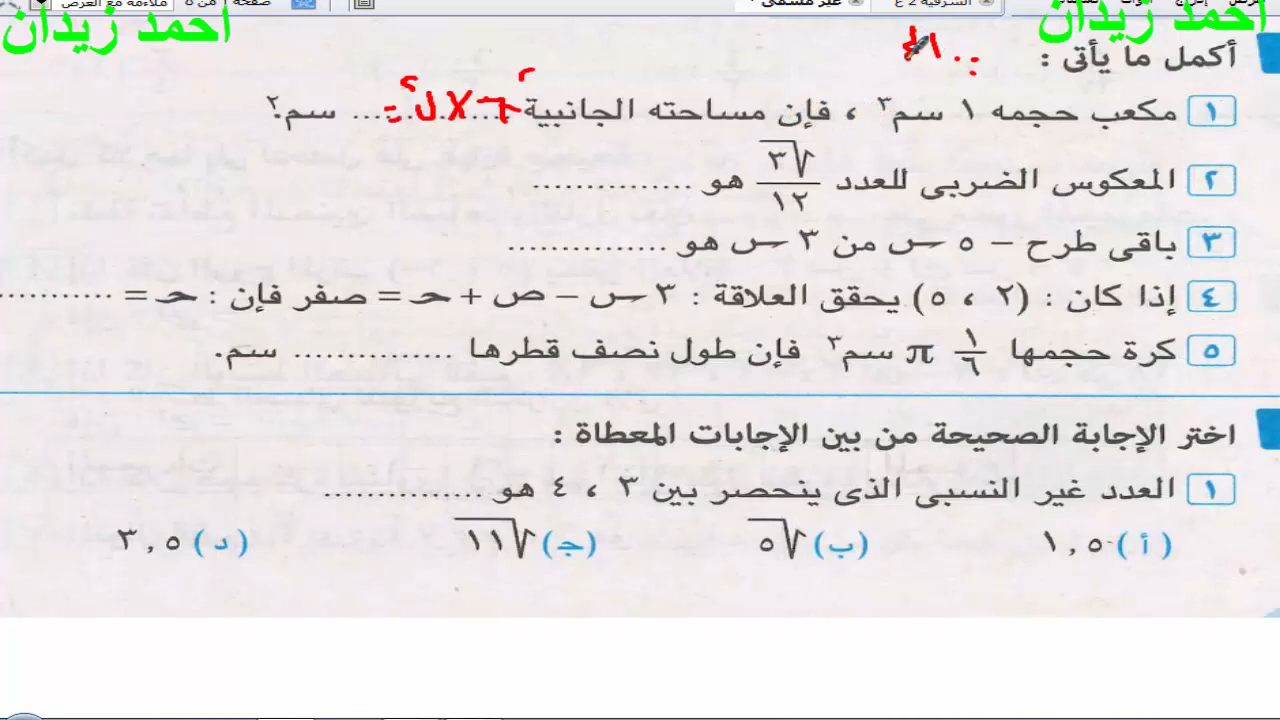 احمد زيدان احمد زيدان
أكمل ما يأتى :
١ مكعب حجمه ١ سم٣ ، فإن مساحته الجانبية .............. سم٢
٢ المعكوس الضربى للعدد √٣/١٢ هو ..............
٣ باقى طرح – ٥ س من ٣ س هو ..............
٤ إذا كان : (٢ ، ٥) يحقق العلاقة : ٣ س – ص + حـ = صفر فإن : حـ = ..............
٥ كرة حجمها ١/٦ π سم٣ فإن طول نصف قطرها .............. سم.
اختر الإجابة الصحيحة من بين الإجابات المعطاة :
١ العدد غير النسبى الذى ينحصر بين ٣ ، ٤ هو ..............
(أ) ١,٥ (ب) √٥ (جـ) √١١ (د) ٣,٥